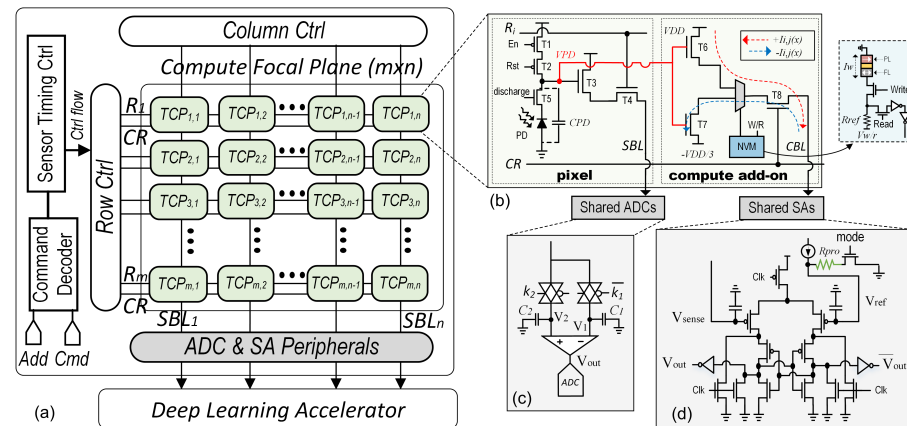 Column Ctrl
Compute Focal Plane (mxn)
Sensor Timing Ctrl
Ctrl flow
Command Decoder
Add Cmd
Row Ctrl
R1
CR
TCP1,1 TCP1,2 TCP1,n-1 TCP1,n
TCP2,1 TCP2,2 TCP2,n-1 TCP2,n
TCP3,1 TCP3,2 TCP3,n-1 TCP3,n
Rm
CR
TCPm,1 TCPm,2 TCPm,n-1 TCPm,n
SBL1 SBLn
ADC & SA Peripherals
Deep Learning Accelerator
(a)
Ri
En
T1
Rst
T2
VPD
T3
T4
discharge
T5
PD
CPD
SBL
CR
pixel
VDD
T6
T7
-VDD/3
T8
W/R
NVM
CBL
+Ii,j(x)
-Ii,j(x)
compute add-on
(b)
Iw
PL
FL
Write
Rref
Read
Vw r
Shared ADCs
Shared SAs
k2 k1
C2 V2 V1 C1
+ −
Vout
ADC
(c)
mode
Rpro
Clk
Vref
Vsense
Vout Vout
Clk Clk
(d)